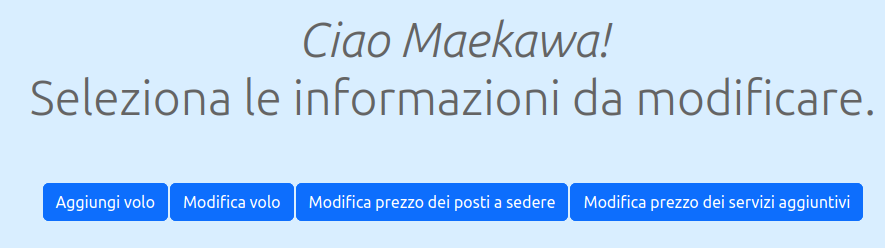 Ciao Maekawa!
Seleziona le informazioni da modificare.
Aggiungi volo Modifica volo Modifica prezzo dei posti a sedere Modifica prezzo dei servizi aggiuntivi